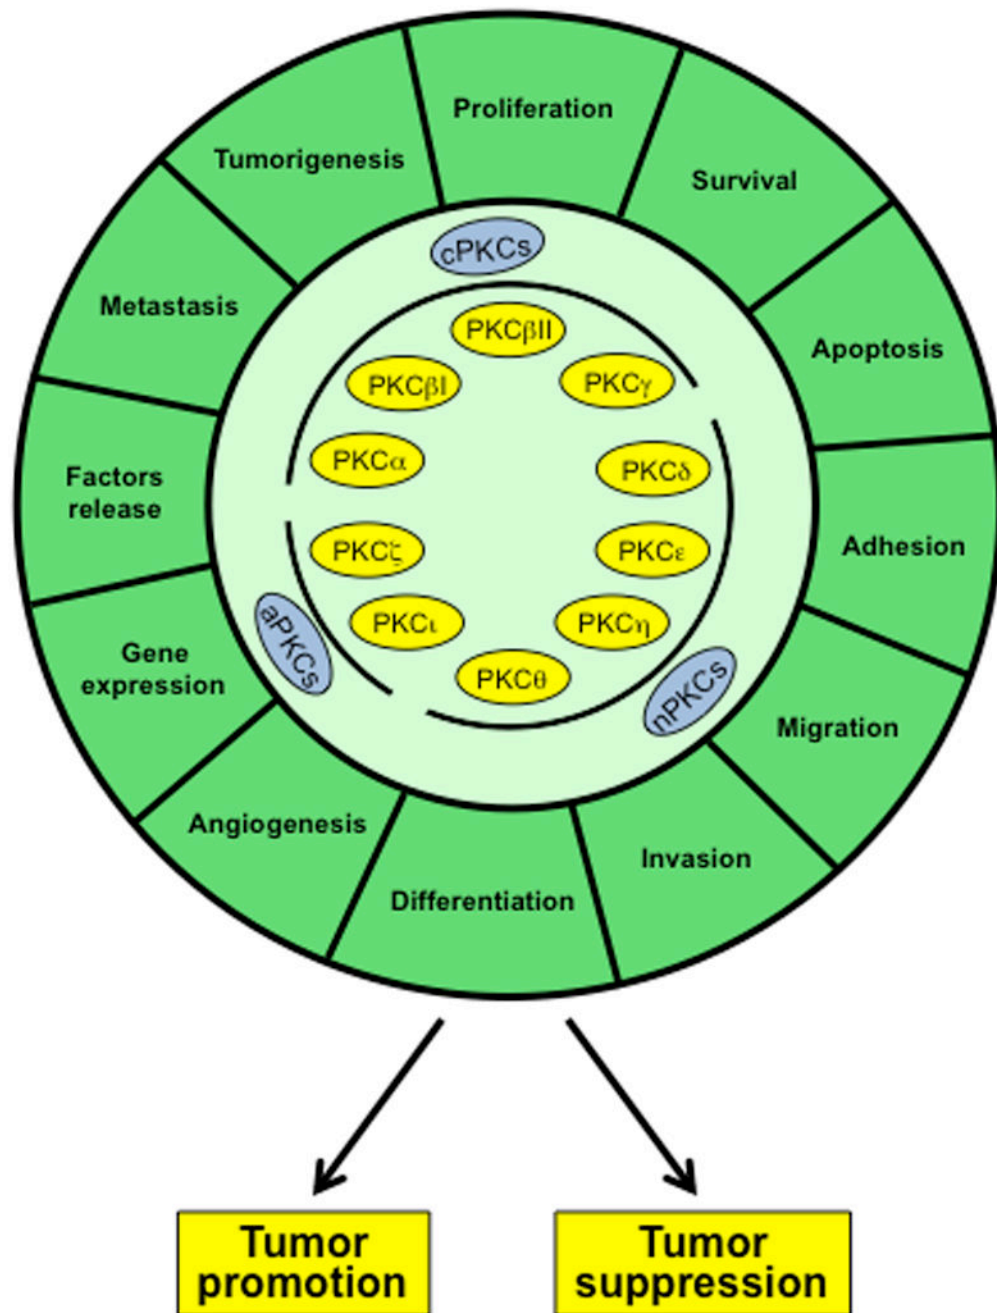 Proliferation
Survival
Apoptosis
Adhesion
Migration
Invasion
Differentiation
Angiogenesis
Gene
expression
Factors
release
Metastasis
Tumorigenesis
cPKCs
PKCα
PKCβI
PKCβII
PKCγ
nPKCs
PKCδ
PKCε
PKCη
PKCθ
aPKCs
PKCι
PKCζ
Tumor
promotion
Tumor
suppression